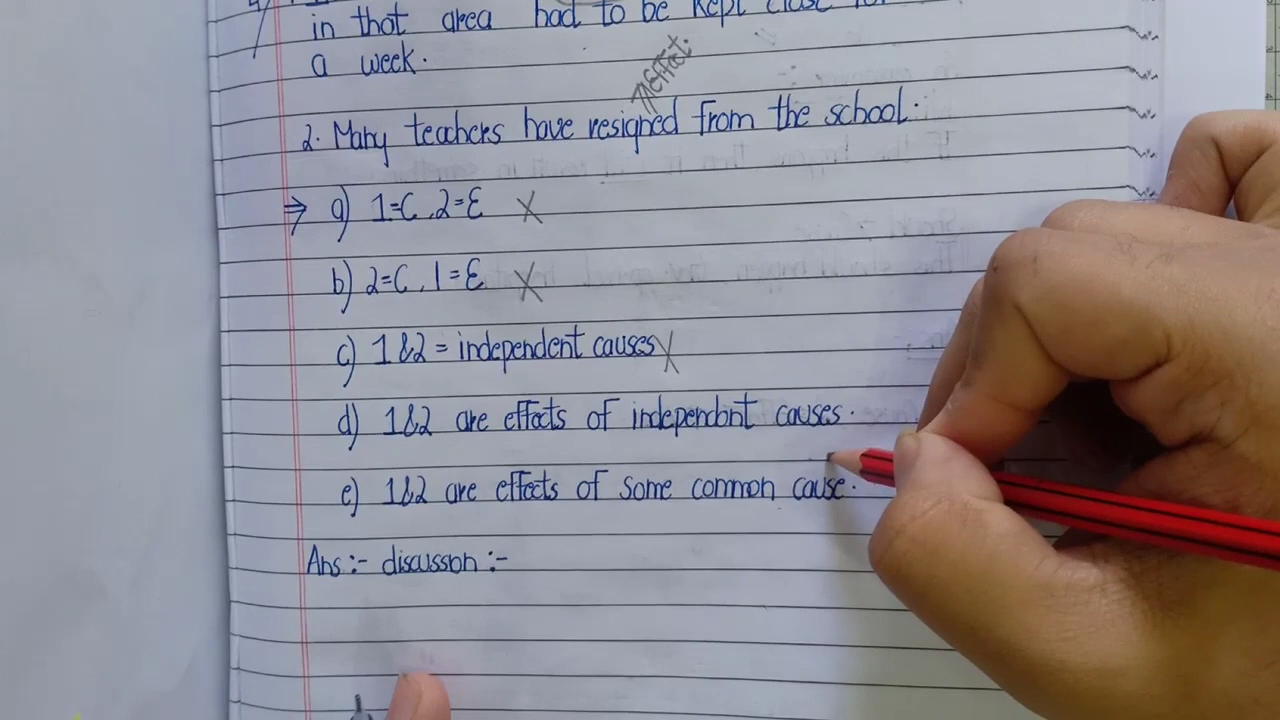 in that area had to be kept close for
a week.
Effect.
2. Many teachers have resigned from the school.
⇒ a) 1=C, 2=E X
b) 2=C, 1=E X
c) 1&2 = independent causes X
d) 1&2 are effects of independnt causes.
e) 1&2 are effects of some common cause.
Ans :- discusson :-